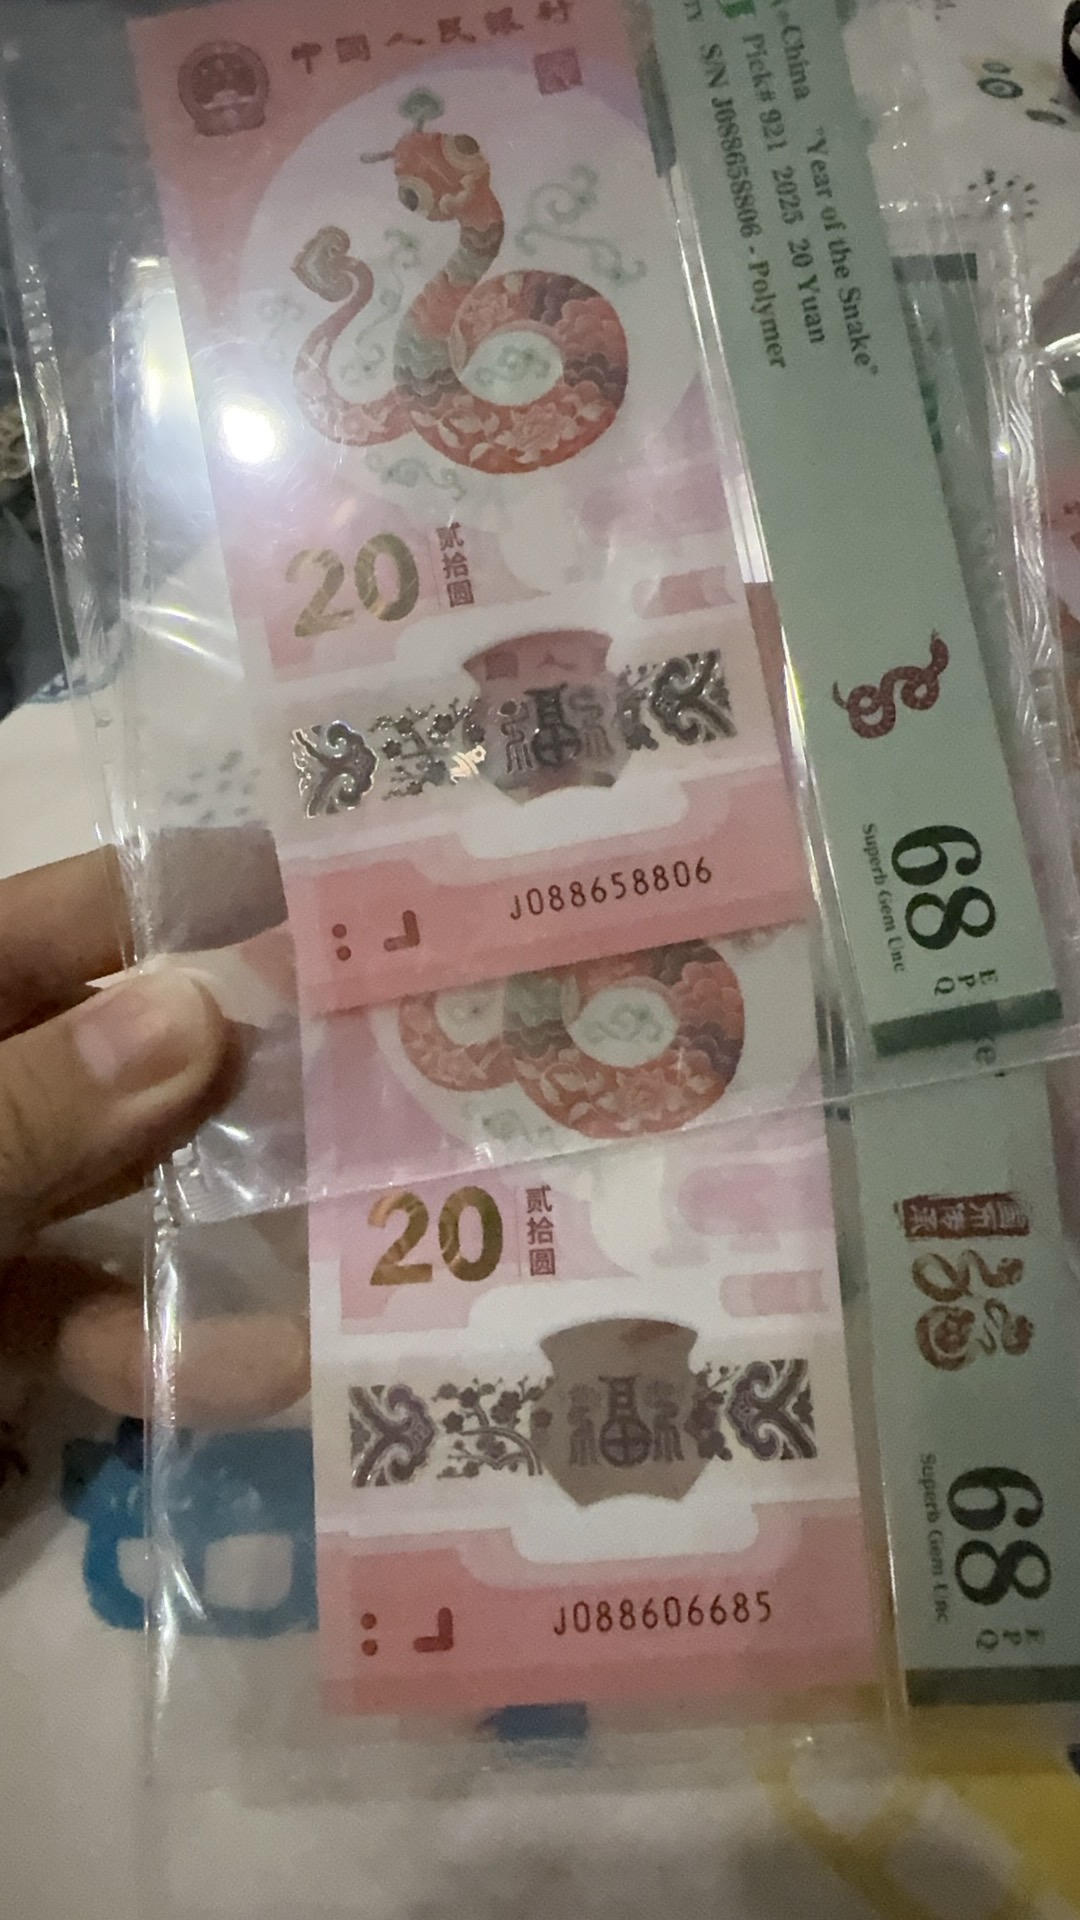 中國人民银行
China "Year of the Snake"
Pick# 921 2025 20 Yuan
S/N J088658806 - Polymer
20
贰拾圆
J088658806
68
EPQ
Superb Gem Unc
20
贰拾圆
J088606685
68
EPQ
Superb Gem Unc